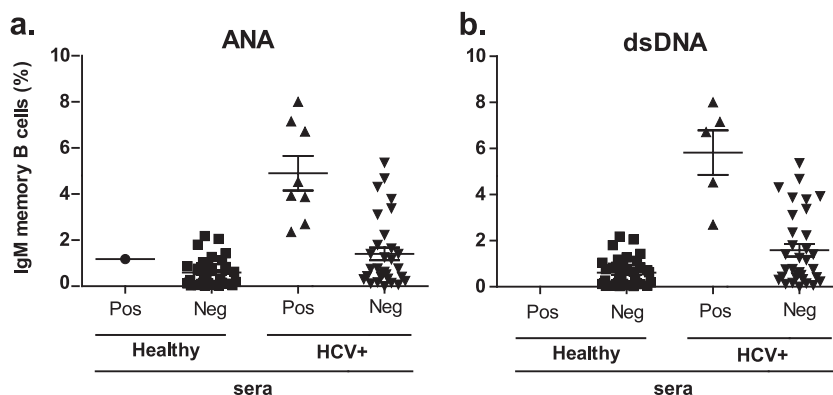 a.
ANA
IgM memory B cells (%)
10
8
6
4
2
0
Pos
Neg
Pos
Neg
Healthy
HCV+
sera
b.
dsDNA
10
8
6
4
2
0
Pos
Neg
Pos
Neg
Healthy
HCV+
sera